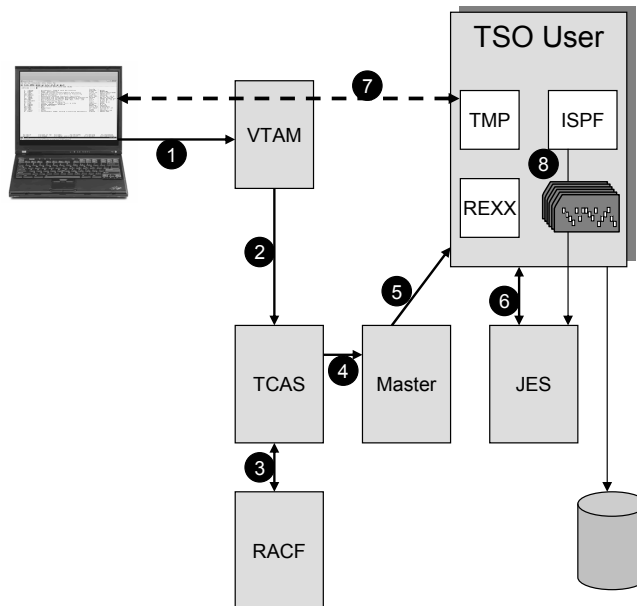 TSO User
7
TMP
ISPF
VTAM
1
8
REXX
2
5
6
TCAS
4
Master
JES
3
RACF